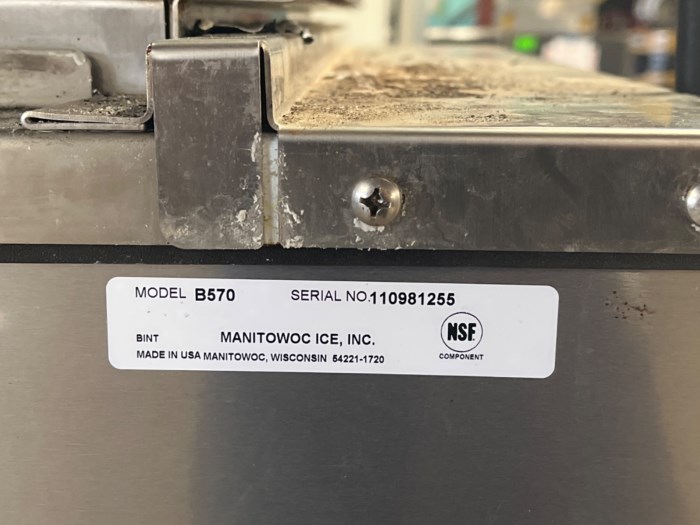 MODEL B570 SERIAL NO.110981255
BINT MANITOWOC ICE, INC.
MADE IN USA MANITOWOC, WISCONSIN 54221-1720
NSF
COMPONENT